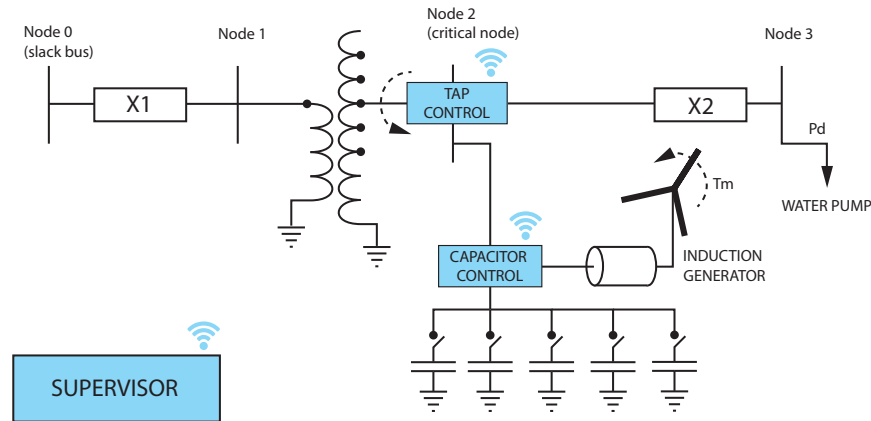 Node 0
(slack bus)
Node 1
Node 2
(critical node)
Node 3
X1
TAP
CONTROL
X2
Pd
Tm
WATER PUMP
CAPACITOR
CONTROL
INDUCTION
GENERATOR
SUPERVISOR